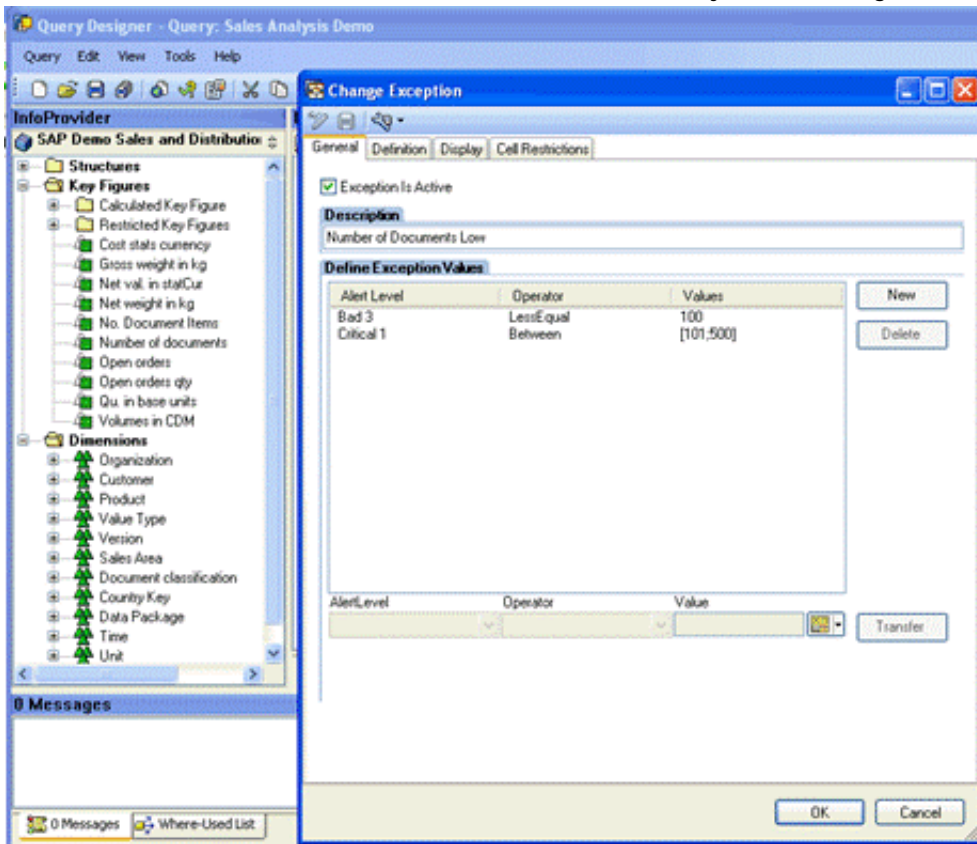 Query Designer - Query: Sales Analysis Demo
Query Edit View Tools Help
InfoProvider
SAP Demo Sales and Distribution
Structures
Key Figures
Calculated Key Figure
Restricted Key Figures
Cost stats currency
Gross weight in kg
Net val. in statCur
Net weight in kg
No. Document Items
Number of documents
Open orders
Open orders qty
Qu. in base units
Volumes in CDM
Dimensions
Organization
Customer
Product
Value Type
Version
Sales Area
Document classification
Country Key
Data Package
Time
Unit
0 Messages
0 Messages Where-Used List
Change Exception
General Definition Display Cell Restrictions
Exception Is Active
Description
Number of Documents Low
Define Exception Values
Alert Level Operator Values
Bad 3 LessEqual 100
Critical 1 Between [101;500]
New
Delete
AlertLevel Operator Value
Transfer
OK Cancel